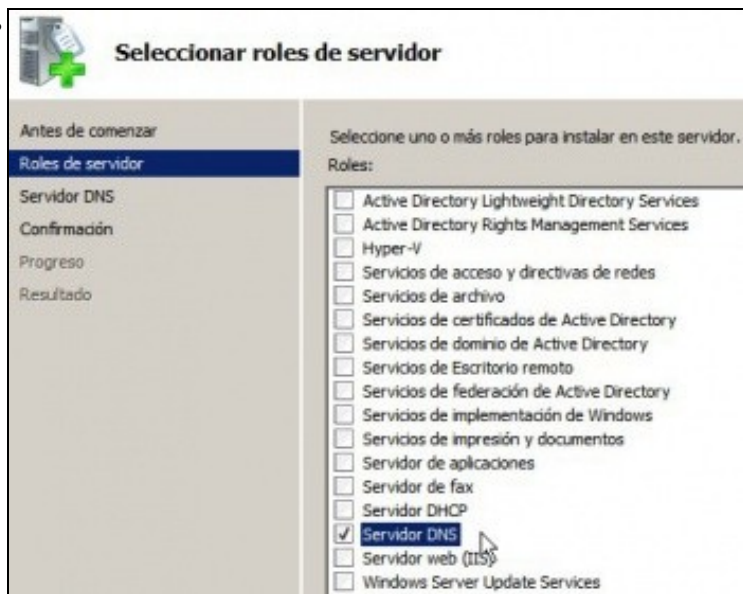 Seleccionar roles de servidor
Antes de comenzar
Roles de servidor
Servidor DNS
Confirmación
Progreso
Resultado
Seleccione uno o más roles para instalar en este servidor.
Roles:
Active Directory Lightweight Directory Services
Active Directory Rights Management Services
Hyper-V
Servicios de acceso y directivas de redes
Servicios de archivo
Servicios de certificados de Active Directory
Servicios de dominio de Active Directory
Servicios de Escritorio remoto
Servicios de federación de Active Directory
Servicios de implementación de Windows
Servicios de impresión y documentos
Servidor de aplicaciones
Servidor de fax
Servidor DHCP
Servidor DNS
Servidor web (IIS)
Windows Server Update Services